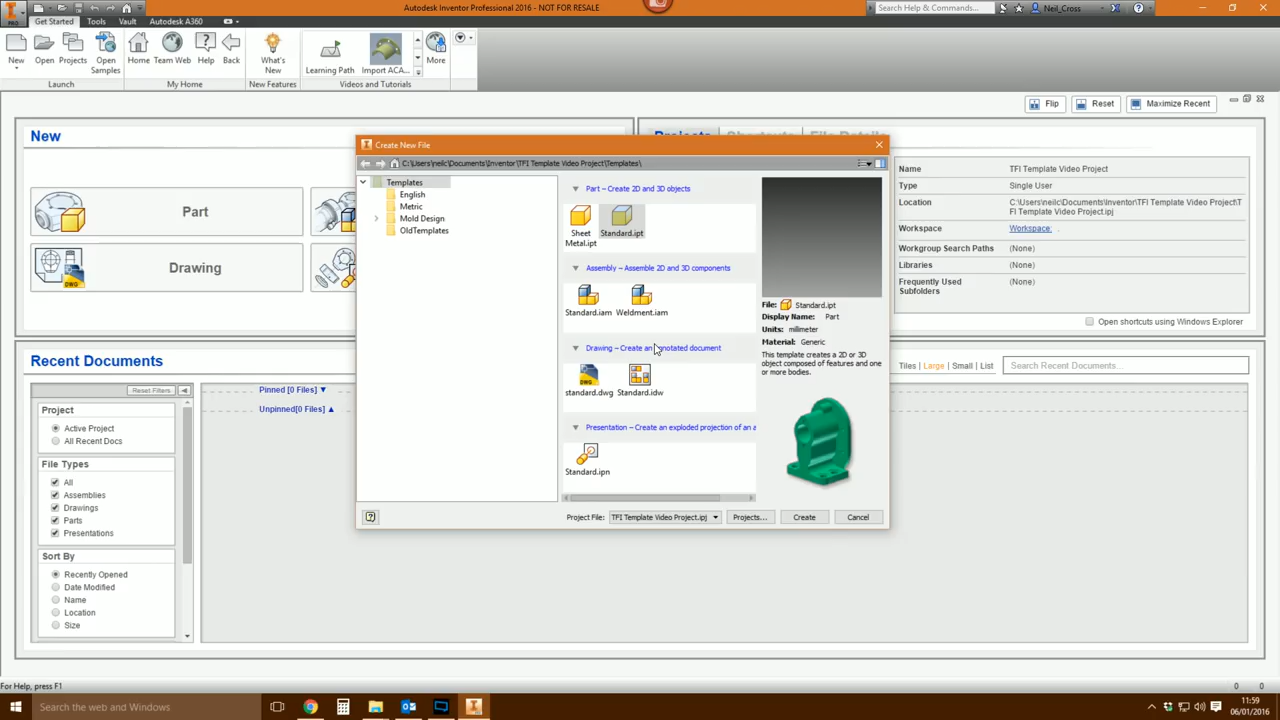 Autodesk Inventor Professional 2016 - NOT FOR RESALE
Search Help & Commands...
Neil_Cross
PRO
Get Started
Tools
Vault
Autodesk A360
New
Open
Projects
Open Samples
Home
Team Web
Help
Back
What's New
Learning Path
Import ACA...
More
Launch
My Home
New Features
Videos and Tutorials
Flip
Reset
Maximize Recent
New
Part
Drawing
DWG
Projects
Shortcuts
File Details
Name
TFI Template Video Project
Type
Single User
Location
C:\Users\neilc\Documents\Inventor\TFI Template Video Project\T
FI Template Video Project.ipj
Workspace
Workspace: .
Workgroup Search Paths
(None)
Libraries
(None)
Frequently Used
Subfolders
(None)
Open shortcuts using Windows Explorer
Create New File
C:\Users\neilc\Documents\Inventor\TFI Template Video Project\Templates\
Templates
English
Metric
Mold Design
OldTemplates
Part – Create 2D and 3D objects
Sheet
Metal.ipt
Standard.ipt
Assembly – Assemble 2D and 3D components
Standard.iam
Weldment.iam
Drawing – Create an annotated document
DWG
standard.dwg
Standard.idw
Presentation – Create an exploded projection of an a
Standard.ipn
File: Standard.ipt
Display Name: Part
Units: millimeter
Material: Generic
This template creates a 2D or 3D
object composed of features and one
or more bodies.
Project File:
TFI Template Video Project.ipj
Projects...
Create
Cancel
Recent Documents
Tiles
Large
Small
List
Search Recent Documents...
Reset Filters
Project
Active Project
All Recent Docs
File Types
All
Assemblies
Drawings
Parts
Presentations
Sort By
Recently Opened
Date Modified
Name
Location
Size
Pinned [0 Files]
Unpinned[0 Files]
For Help, press F1
0
0
Search the web and Windows
11:59
06/01/2016